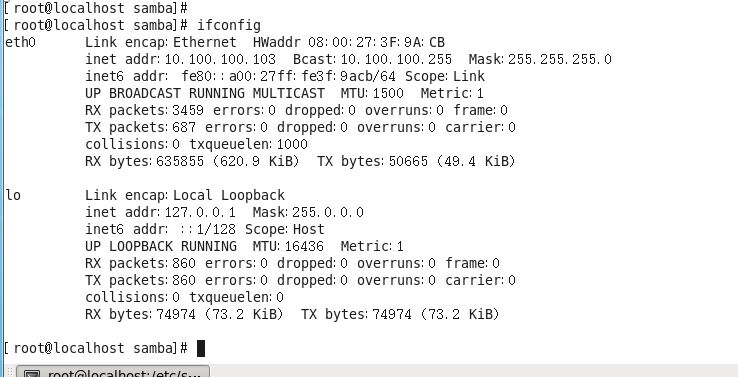 [root@localhost samba]#
[root@localhost samba]# ifconfig
eth0      Link encap:Ethernet  HWaddr 08:00:27:3F:9A:CB
          inet addr:10.100.100.103  Bcast:10.100.100.255  Mask:255.255.255.0
          inet6 addr: fe80::a00:27ff:fe3f:9acb/64 Scope:Link
          UP BROADCAST RUNNING MULTICAST  MTU:1500  Metric:1
          RX packets:3459 errors:0 dropped:0 overruns:0 frame:0
          TX packets:687 errors:0 dropped:0 overruns:0 carrier:0
          collisions:0 txqueuelen:1000
          RX bytes:635855 (620.9 KiB)  TX bytes:50665 (49.4 KiB)

lo        Link encap:Local Loopback
          inet addr:127.0.0.1  Mask:255.0.0.0
          inet6 addr: ::1/128 Scope:Host
          UP LOOPBACK RUNNING  MTU:16436  Metric:1
          RX packets:860 errors:0 dropped:0 overruns:0 frame:0
          TX packets:860 errors:0 dropped:0 overruns:0 carrier:0
          collisions:0 txqueuelen:0
          RX bytes:74974 (73.2 KiB)  TX bytes:74974 (73.2 KiB)

[root@localhost samba]#
root@localhost:/etc/s...